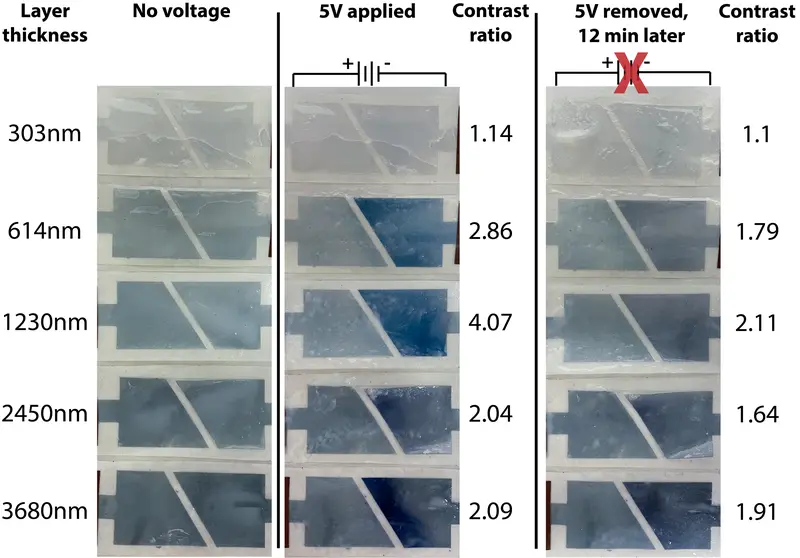 Layer thickness
No voltage
5V applied
Contrast ratio
5V removed, 12 min later
Contrast ratio
+ -
+ X -
303nm 1.14 1.1
614nm 2.86 1.79
1230nm 4.07 2.11
2450nm 2.04 1.64
3680nm 2.09 1.91